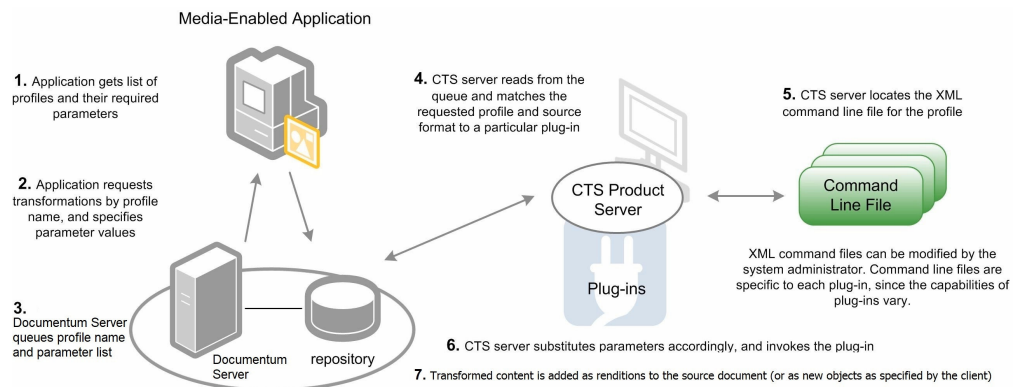 Media-Enabled Application
1. Application gets list of
profiles and their required
parameters
2. Application requests
transformations by profile
name, and specifies
parameter values
3.
Documentum Server
queues profile name
and parameter list
Documentum
Server
repository
4. CTS server reads from the
queue and matches the
requested profile and source
format to a particular plug-in
CTS Product
Server
Plug-ins
5. CTS server locates the XML
command line file for the profile
Command
Line File
XML command files can be modified by the
system administrator. Command line files are
specific to each plug-in, since the capabilities of
plug-ins vary.
6. CTS server substitutes parameters accordingly, and invokes the plug-in
7. Transformed content is added as renditions to the source document (or as new objects as specified by the client)